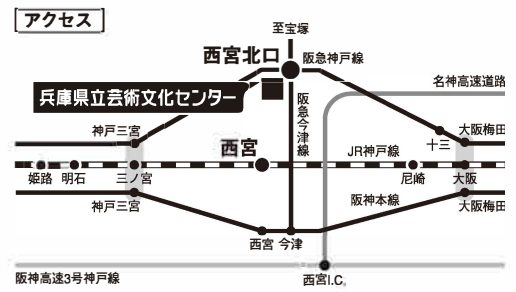 アクセス
至宝塚
西宮北口
阪急神戸線
名神高速道路
兵庫県立芸術文化センター
阪急今津線
神戸三宮
西宮
十三
大阪梅田
JR神戸線
姫路
明石
三ノ宮
尼崎
大阪
神戸三宮
阪神本線
大阪梅田
西宮
今津
阪神高速3号神戸線
西宮I.C.